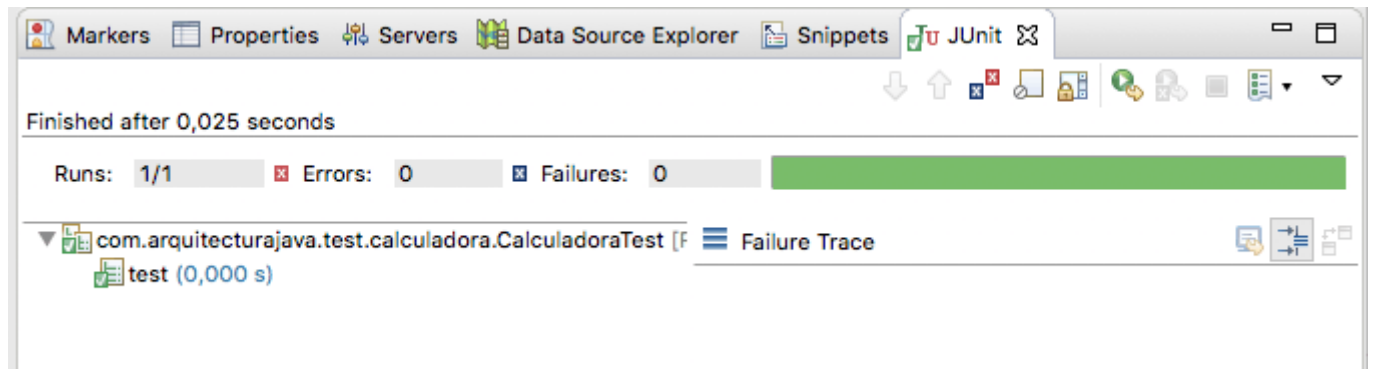 Markers Properties Servers Data Source Explorer Snippets JUnit
Finished after 0,025 seconds
Runs: 1/1 Errors: 0 Failures: 0
com.arquitecturajava.test.calculadora.CalculadoraTest [ Failure Trace
test (0,000 s)